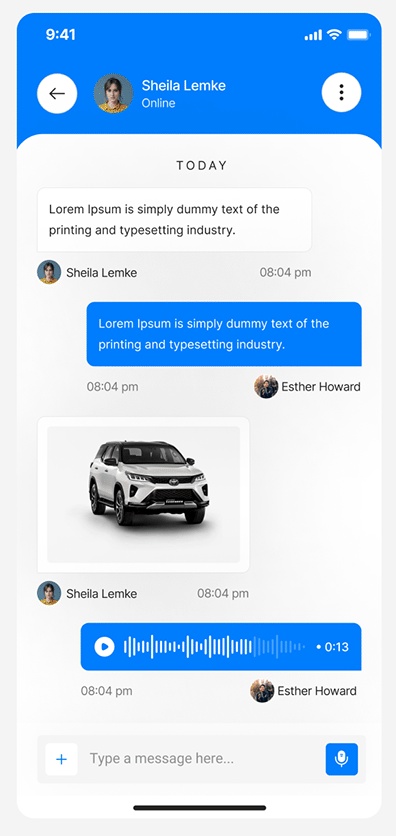 9:41
Sheila Lemke
Online
TODAY
Lorem Ipsum is simply dummy text of the
printing and typesetting industry.
Sheila Lemke 08:04 pm
Lorem Ipsum is simply dummy text of the
printing and typesetting industry.
08:04 pm Esther Howard
Sheila Lemke 08:04 pm
0:13
08:04 pm Esther Howard
Type a message here...